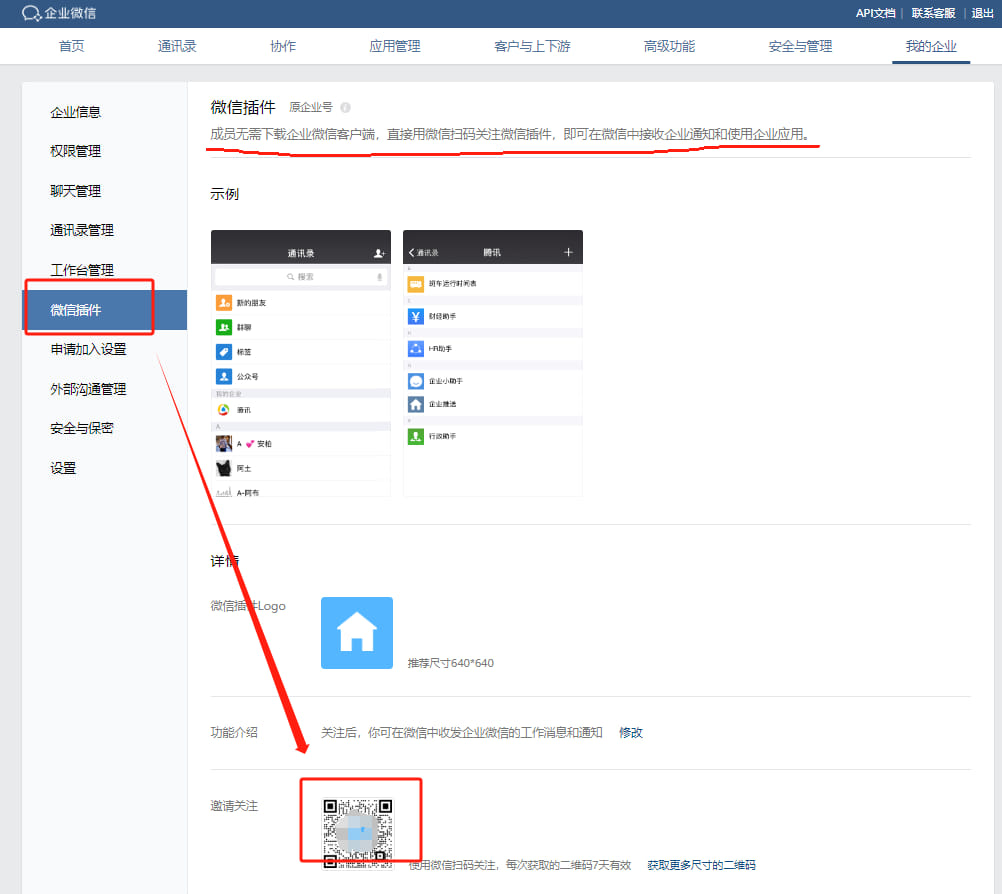 企业微信
API文档 | 联系客服 | 退出
首页 通讯录 协作 应用管理 客户与上下游 高级功能 安全与管理 我的企业
企业信息
权限管理
聊天管理
通讯录管理
工作台管理
微信插件
申请加入设置
外部沟通管理
安全与保密
设置
微信插件 原企业号
成员无需下载企业微信客户端，直接用微信扫码关注微信插件，即可在微信中接收企业通知和使用企业应用。
示例
通讯录
搜索
新的朋友
群聊
标签
公众号
我的企业
腾讯
A
A 💕 安柏
阿土
A-阿布
通讯录 腾讯 +
班车运行时间表
财经助手
HR助手
企业小助手
企业推送
行政助手
详情
微信插件Logo
推荐尺寸640*640
功能介绍 关注后，你可在微信中收发企业微信的工作消息和通知 修改
邀请关注
使用微信扫码关注，每次获取的二维码7天有效 获取更多尺寸的二维码